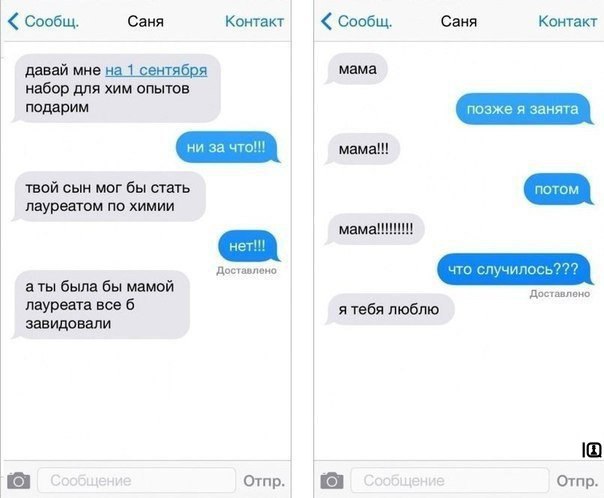 Сообщ. Саня Контакт
давай мне на 1 сентября
набор для хим опытов
подарим
ни за что!!!
твой сын мог бы стать
лауреатом по химии
нет!!!
Доставлено
а ты была бы мамой
лауреата все б
завидовали
Сообщение Отпр.
Сообщ. Саня Контакт
мама
позже я занята
мама!!!
потом
мама!!!!!!!!!
что случилось???
Доставлено
я тебя люблю
Сообщение Отпр.